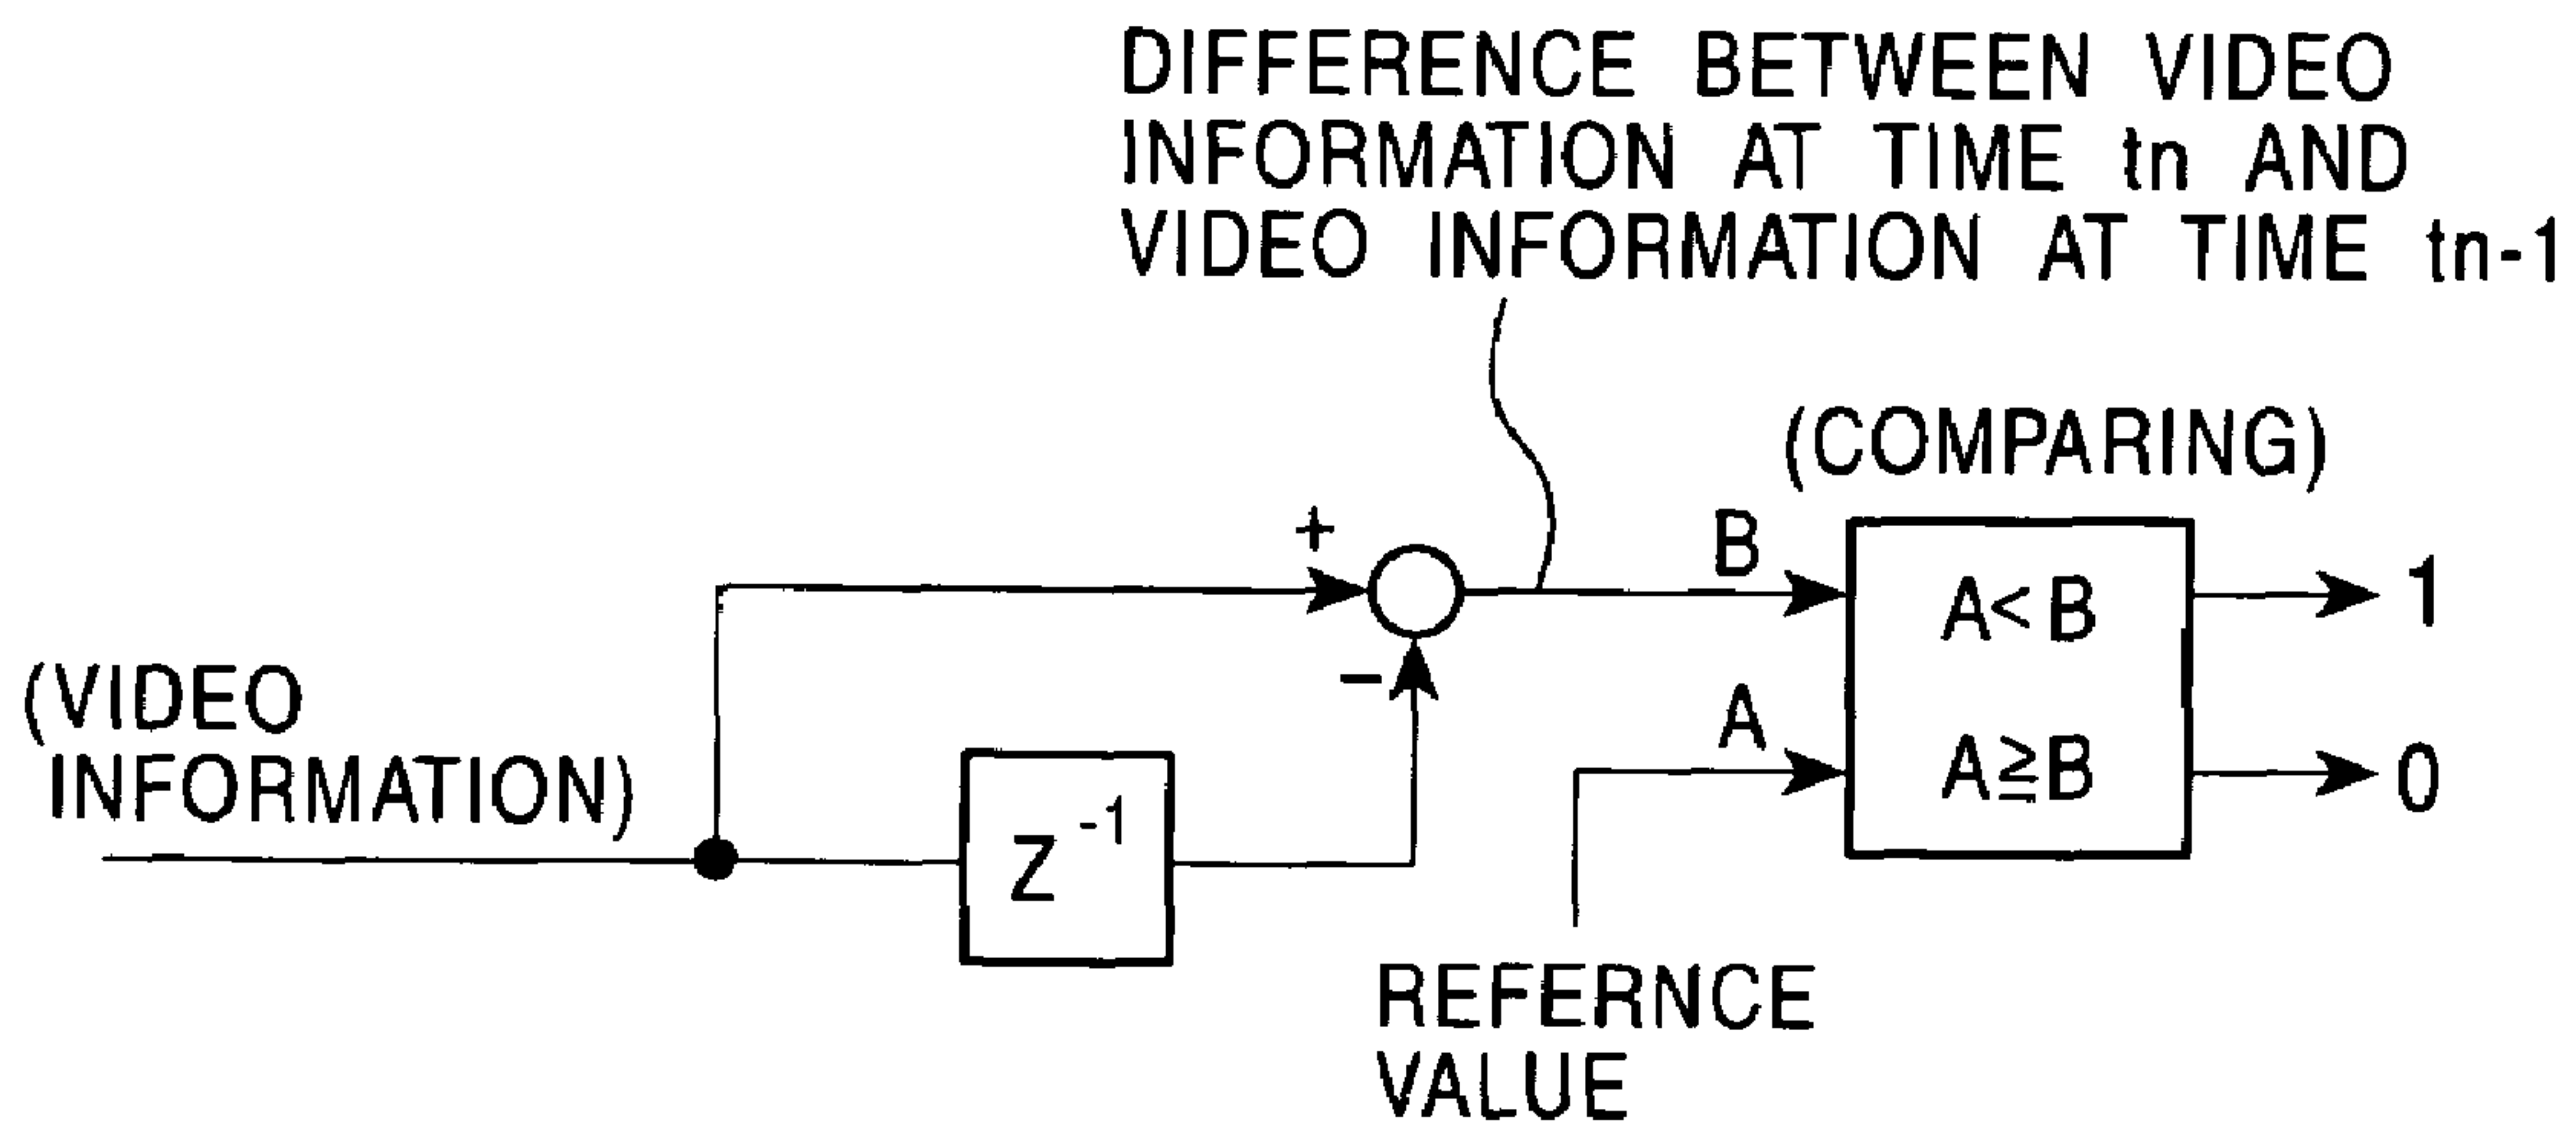 DIFFERENCE BETWEEN VIDEO
INFORMATION AT TIME tn AND
VIDEO INFORMATION AT TIME tn-1
(COMPARING)
+
B
A<B
1
(VIDEO
INFORMATION)
−
A
A≧B
0
Z⁻¹
REFERNCE
VALUE